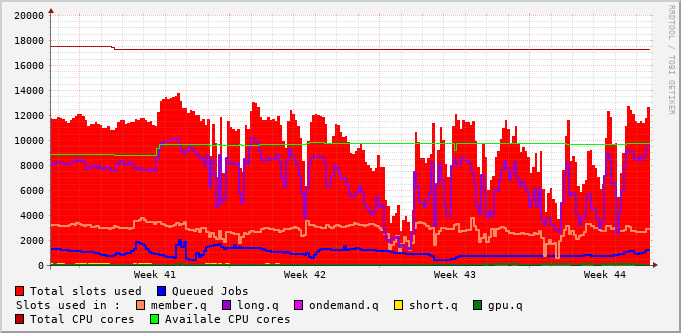 RRDTOOL / TOBI OETIKER
20000
18000
16000
14000
12000
10000
8000
6000
4000
2000
0
Week 41 Week 42 Week 43 Week 44
Total slots used Queued Jobs
Slots used in : member.q long.q ondemand.q short.q gpu.q
Total CPU cores Availale CPU cores